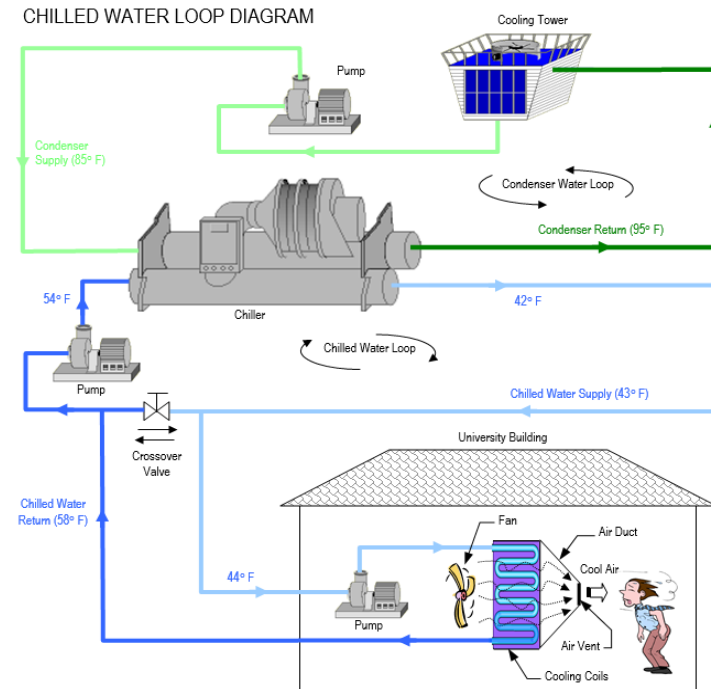 CHILLED WATER LOOP DIAGRAM
Cooling Tower
Pump
Condenser
Supply (85° F)
Condenser Water Loop
Condenser Return (95° F)
54° F
42° F
Chiller
Chilled Water Loop
Pump
Chilled Water Supply (43° F)
Crossover
Valve
University Building
Chilled Water
Return (58° F)
Fan
Air Duct
Cool Air
44° F
Pump
Air Vent
Cooling Coils